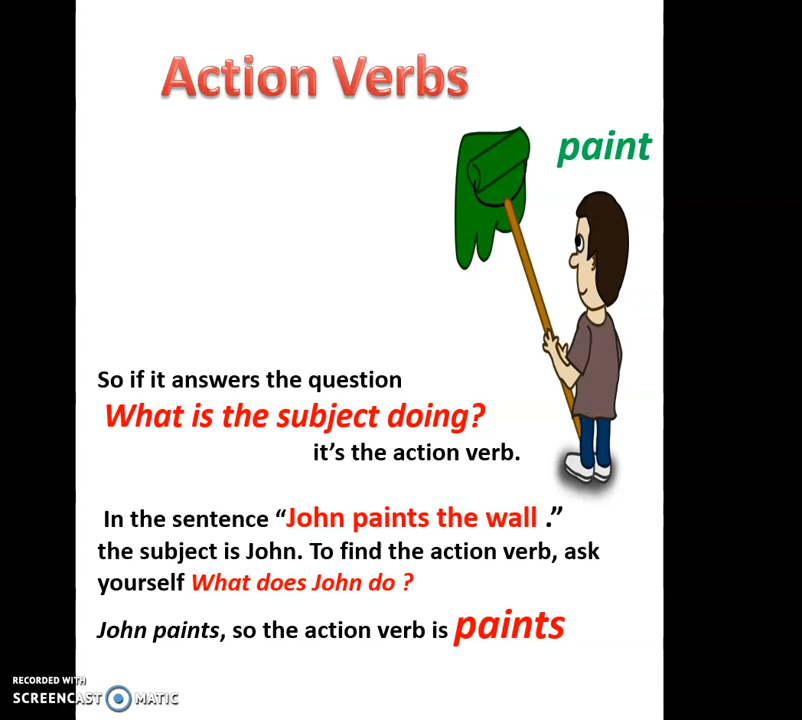 Action Verbs
paint
So if it answers the question
What is the subject doing?
it’s the action verb.
In the sentence “John paints the wall .”
the subject is John. To find the action verb, ask
yourself What does John do ?
John paints, so the action verb is paints
RECORDED WITH
SCREENCAST MATIC